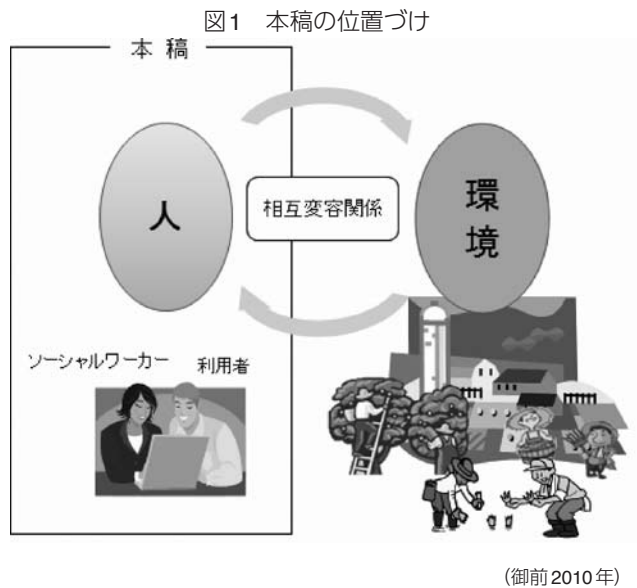 図1　本稿の位置づけ
本 稿
人
相互変容関係
環
境
ソーシャルワーカー　利用者
(御前2010年)